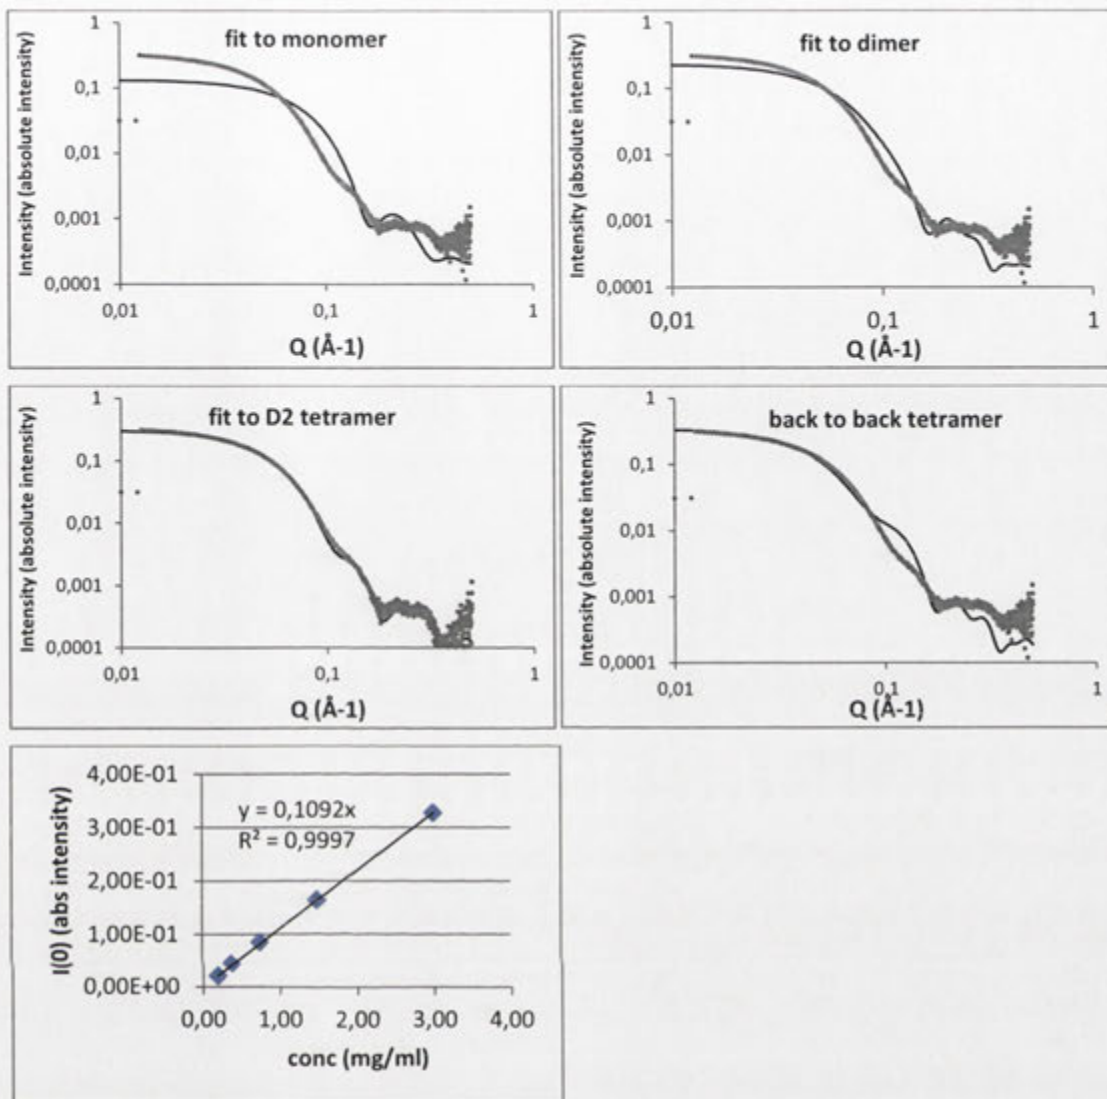 fit to monomer
Intensity (absolute intensity)
1
0,1
0,01
0,001
0,0001
0,01
0,1
1
Q (Å-1)
fit to dimer
Intensity (absolute intensity)
1
0,1
0,01
0,001
0,0001
0,01
0,1
1
Q (Å-1)
fit to D2 tetramer
Intensity (absolute intensity)
1
0,1
0,01
0,001
0,0001
0,01
0,1
1
Q (Å-1)
back to back tetramer
Intensity (absolute intensity)
1
0,1
0,01
0,001
0,0001
0,01
0,1
1
Q (Å-1)
I(0) (abs intensity)
4,00E-01
3,00E-01
2,00E-01
1,00E-01
0,00E+00
y = 0,1092x
R² = 0,9997
0,00
1,00
2,00
3,00
4,00
conc (mg/ml)